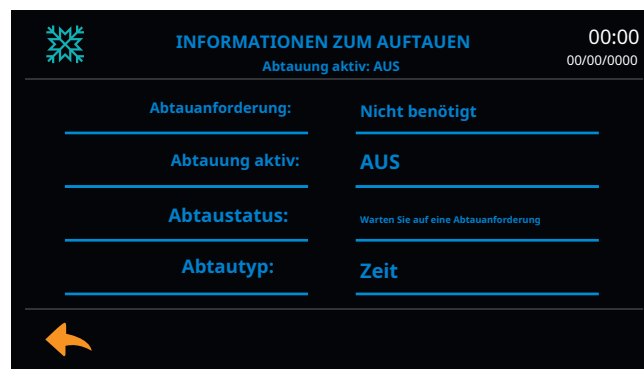 INFORMATIONEN ZUM AUFTAUEN
00:00
Abtauung aktiv: AUS
00/00/0000
Abtauanforderung: Nicht benötigt
Abtauung aktiv: AUS
Abtaustatus: Warten Sie auf eine Abtauanforderung
Abtautyp: Zeit